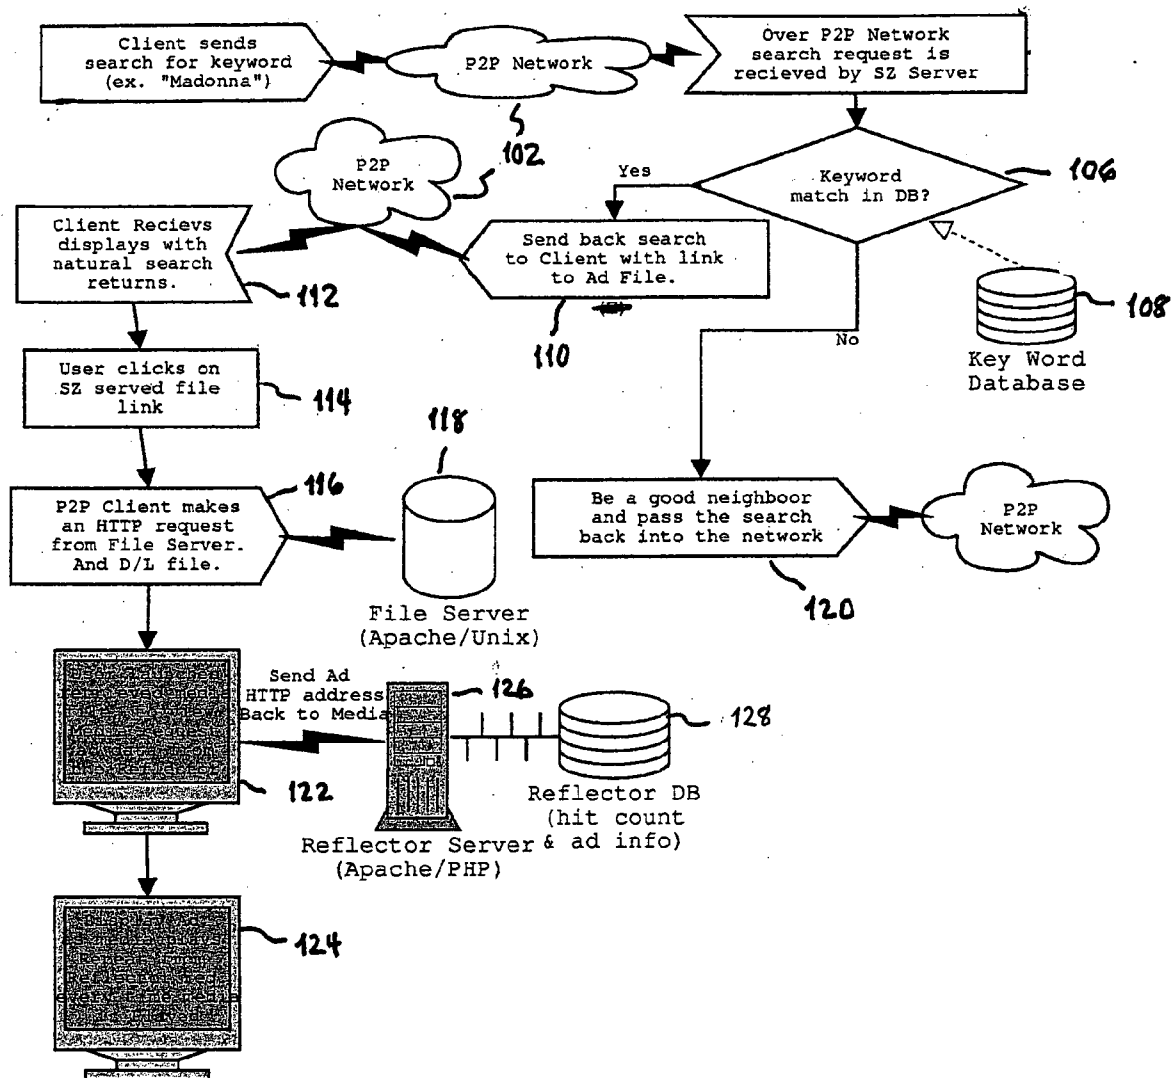 Client sends
search for keyword
(ex. "Madonna")
P2P Network
Over P2P Network
search request is
recieved by SZ Server
102
P2P
Network
Yes
Keyword
match in DB?
106
Client Recievs
displays with
natural search
returns.
112
Send back search
to Client with link
to Ad File.
110
108
No
Key Word
Database
User clicks on
SZ served file
link
114
118
116
P2P Client makes
an HTTP request
from File Server.
And D/L file.
Be a good neighboor
and pass the search
back into the network
P2P
Network
120
File Server
(Apache/Unix)
Send Ad
HTTP address
Back to Media
126
128
122
Reflector DB
(hit count
& ad info)
Reflector Server
(Apache/PHP)
124